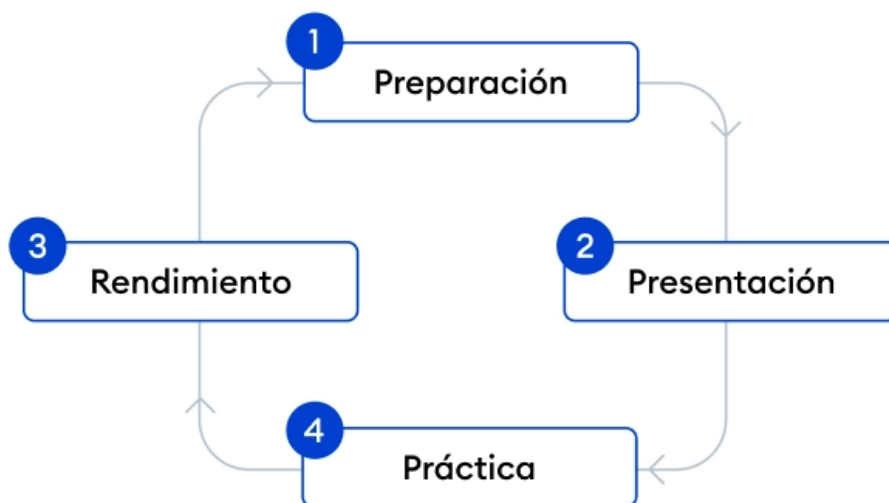 1
Preparación
3
Rendimiento
2
Presentación
4
Práctica